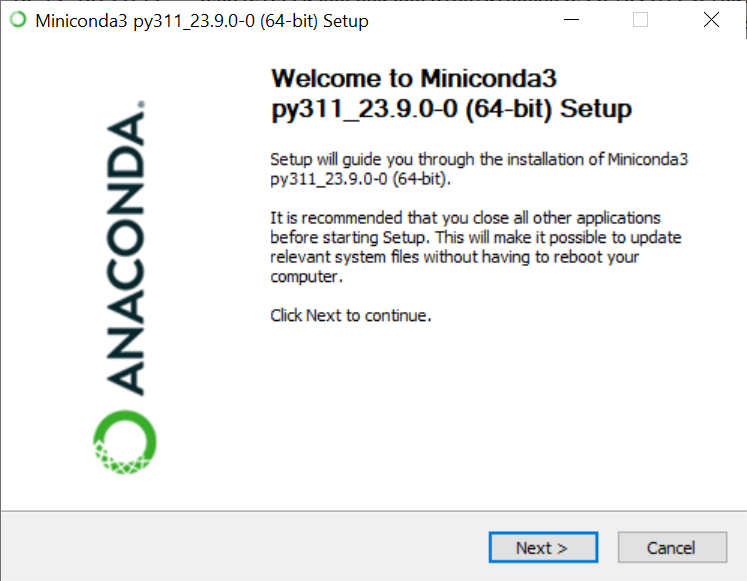 Miniconda3 py311_23.9.0-0 (64-bit) Setup
ANACONDA.
Welcome to Miniconda3
py311_23.9.0-0 (64-bit) Setup
Setup will guide you through the installation of Miniconda3
py311_23.9.0-0 (64-bit).
It is recommended that you close all other applications
before starting Setup. This will make it possible to update
relevant system files without having to reboot your
computer.
Click Next to continue.
Next >
Cancel